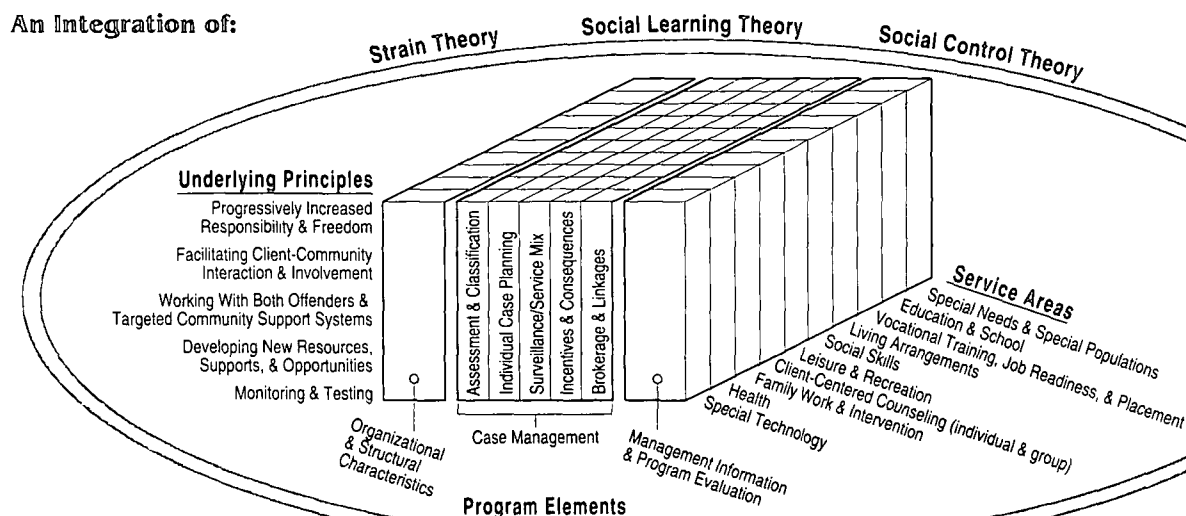 An Integration of:
Strain Theory
Social Learning Theory
Social Control Theory
Underlying Principles
Progressively Increased
Responsibility & Freedom
Facilitating Client-Community
Interaction & Involvement
Working With Both Offenders &
Targeted Community Support Systems
Developing New Resources,
Supports, & Opportunities
Monitoring & Testing
Assessment & Classification
Individual Case Planning
Surveillance/Service Mix
Incentives & Consequences
Brokerage & Linkages
Organizational
& Structural
Characteristics
Case Management
Management Information
& Program Evaluation
Program Elements
Service Areas
Special Needs & Special Populations
Education & School
Vocational Training, Job Readiness, & Placement
Living Arrangements
Social Skills
Leisure & Recreation
Client-Centered Counseling (individual & group)
Family Work & Intervention
Health
Special Technology